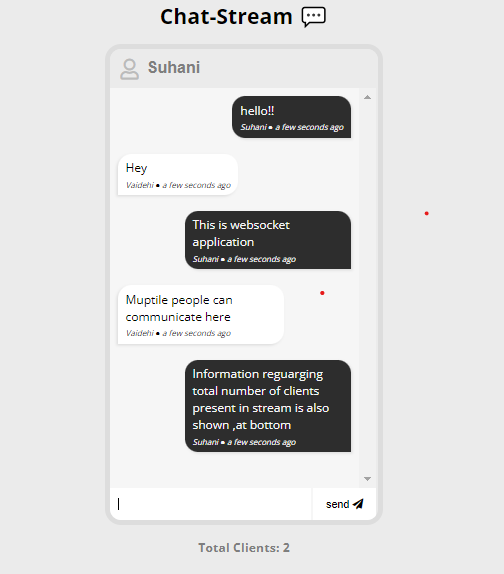 Chat-Stream
Suhani
hello!!
Suhani ● a few seconds ago
Hey
Vaidehi ● a few seconds ago
This is websocket
application
Suhani ● a few seconds ago
Muptile people can
communicate here
Vaidehi ● a few seconds ago
Information reguarging
total number of clients
present in stream is also
shown ,at bottom
Suhani ● a few seconds ago
send
Total Clients: 2